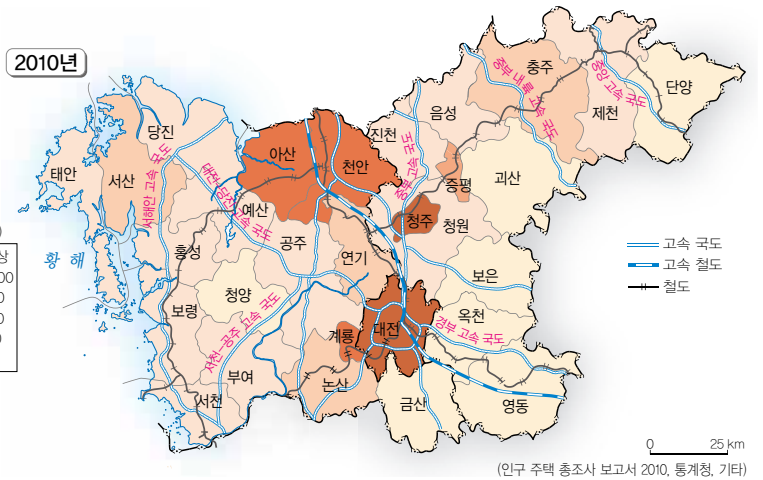 2010년
충주
단양
중부 내륙 고속 국도
중앙 고속 국도
음성
제천
당진
진천
아산
천안
중부 고속 국도
태안
서산
서해안 고속 국도
대전-당진 고속 국도
괴산
증평
예산
청주
청원
공주
홍성
연기
황해
보은
청양
보령
옥천
서천-공주 고속 국도
계룡
대전
경부 고속 국도
부여
논산
서천
금산
영동
고속 국도
고속 철도
철도
상
00
0
0
0 25 km
(인구 주택 총조사 보고서 2010, 통계청, 기타)